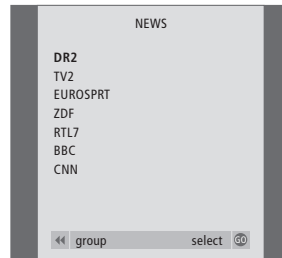 NEWS
DR2
TV2
EUROSPRT
ZDF
RTL7
BBC
CNN
group select GO